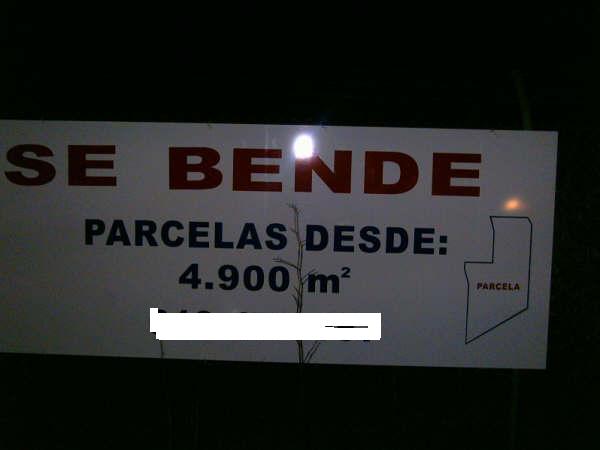 SE BENDE
PARCELAS DESDE:
4.900 m²
PARCELA